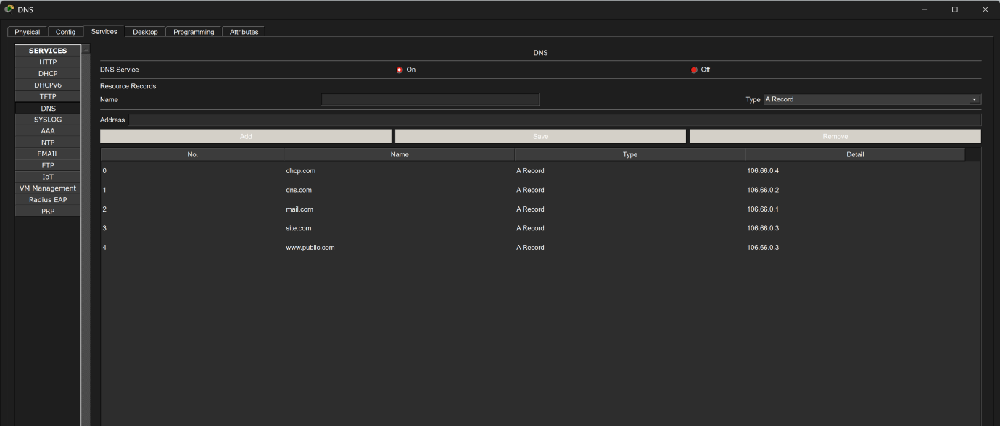 DNS
Physical Config Services Desktop Programming Attributes
SERVICES
HTTP
DHCP
DHCPv6
TFTP
DNS
SYSLOG
AAA
NTP
EMAIL
FTP
IoT
VM Management
Radius EAP
PRP
DNS
DNS Service On Off
Resource Records
Name Type A Record
Address
Add Save Remove
No. Name Type Detail
0 dhcp.com A Record 106.66.0.4
1 dns.com A Record 106.66.0.2
2 mail.com A Record 106.66.0.1
3 site.com A Record 106.66.0.3
4 www.public.com A Record 106.66.0.3